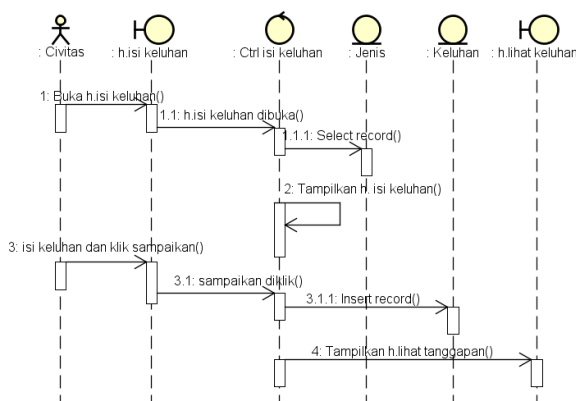 : Civitas
: h.isi keluhan
: Ctrl isi keluhan
: Jenis
: Keluhan
: h.lihat keluhan
1: Buka h.isi keluhan()
1.1: h.isi keluhan dibuka()
1.1.1: Select record()
2: Tampilkan h. isi keluhan()
3: isi keluhan dan klik sampaikan()
3.1: sampaikan diklik()
3.1.1: Insert record()
4: Tampilkan h.lihat tanggapan()